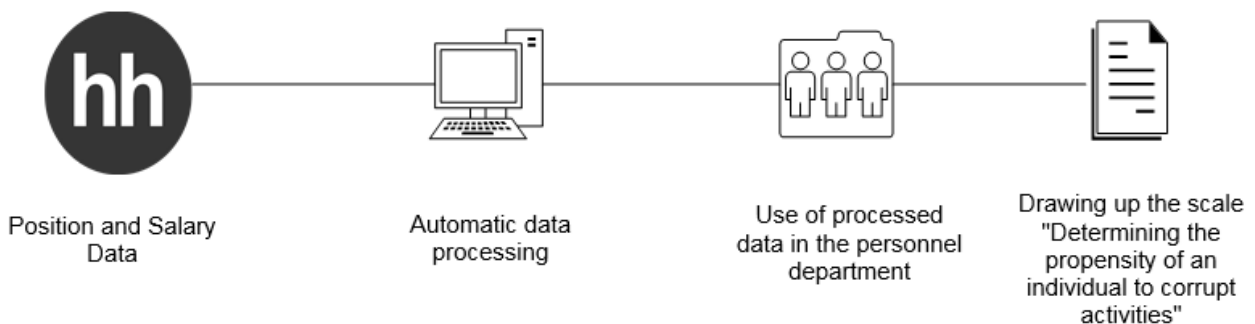 hh
Position and Salary
Data
Automatic data
processing
Use of processed
data in the personnel
department
Drawing up the scale
"Determining the
propensity of an
individual to corrupt
activities"